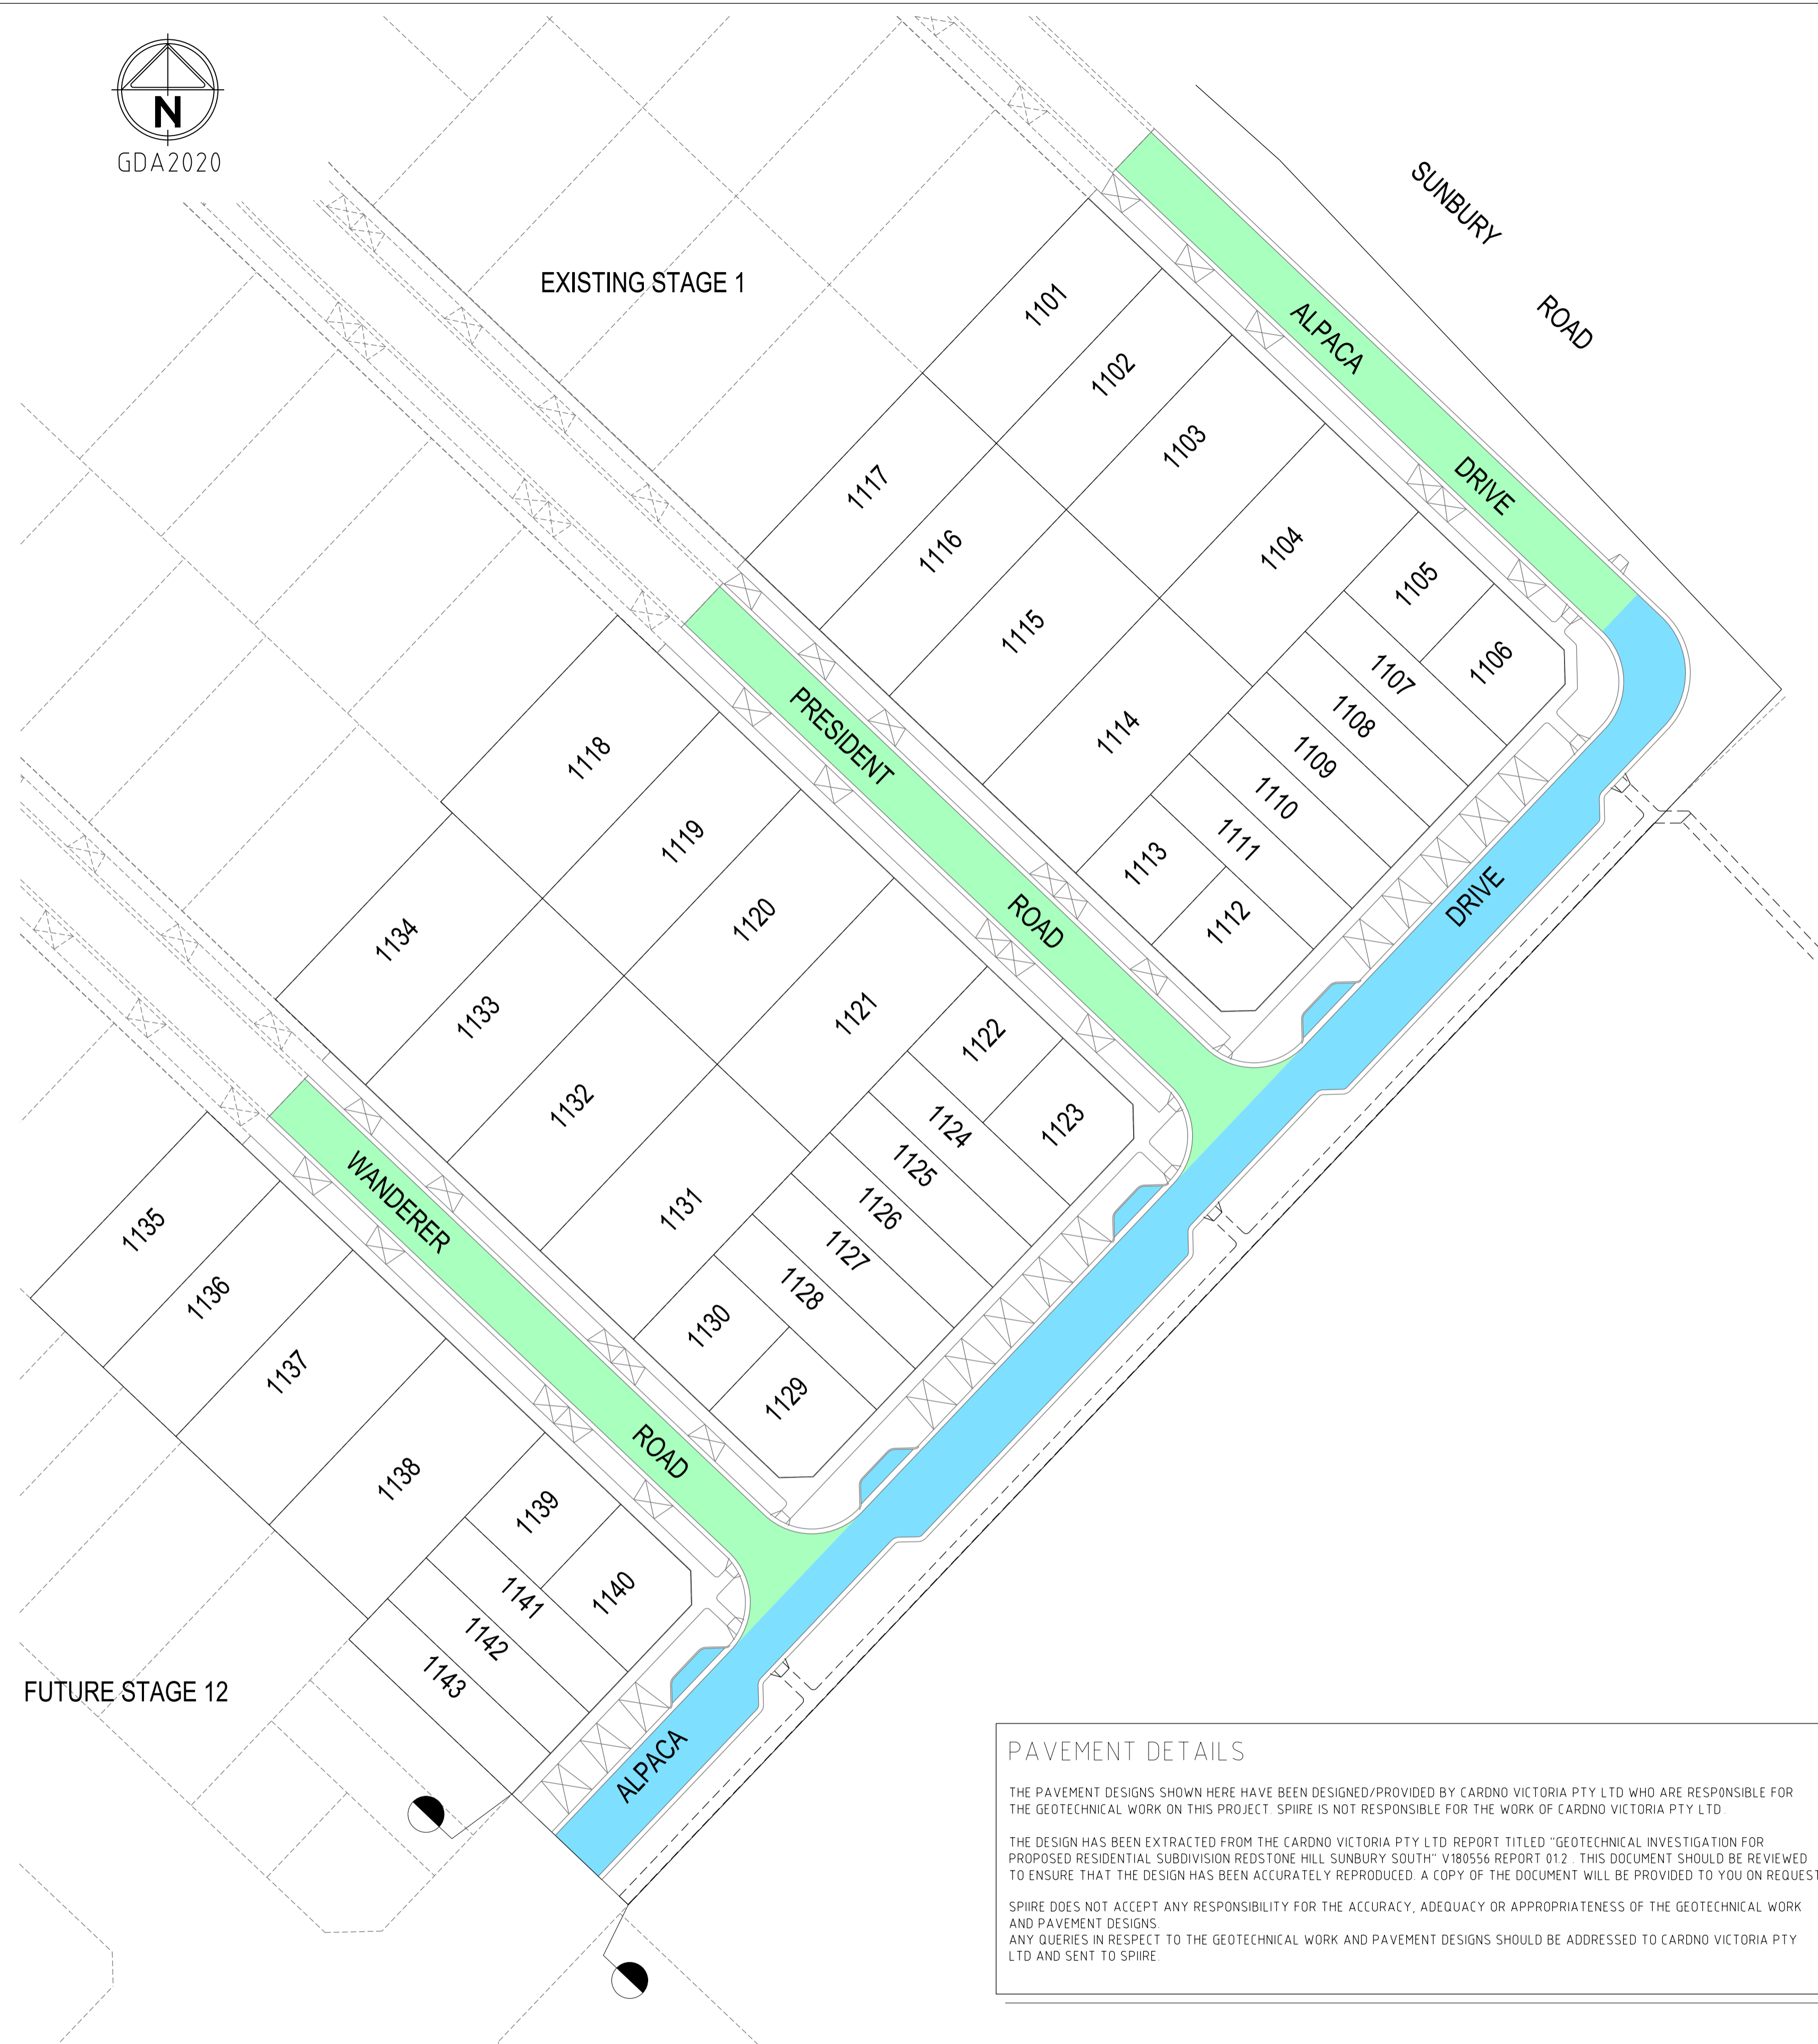 N
GDA2020
SUNBURY
ROAD
EXISTING STAGE 1
ALPACA
DRIVE
1101
1102
1103
1104
1105
1106
1107
1108
1109
1110
1111
1112
1113
1114
1115
1116
1117
PRESIDENT
ROAD
DRIVE
1118
1119
1120
1121
1122
1123
1124
1125
1126
1127
1128
1129
1130
1131
1132
1133
1134
WANDERER
ROAD
1135
1136
1137
1138
1139
1140
1141
1142
1143
ALPACA
FUTURE STAGE 12
PAVEMENT DETAILS
THE PAVEMENT DESIGNS SHOWN HERE HAVE BEEN DESIGNED/PROVIDED BY CARDNO VICTORIA PTY LTD WHO ARE RESPONSIBLE FOR
THE GEOTECHNICAL WORK ON THIS PROJECT. SPIIRE IS NOT RESPONSIBLE FOR THE WORK OF CARDNO VICTORIA PTY LTD.
THE DESIGN HAS BEEN EXTRACTED FROM THE CARDNO VICTORIA PTY LTD REPORT TITLED "GEOTECHNICAL INVESTIGATION FOR
PROPOSED RESIDENTIAL SUBDIVISION REDSTONE HILL SUNBURY SOUTH" V180556 REPORT 01.2 . THIS DOCUMENT SHOULD BE REVIEWED
TO ENSURE THAT THE DESIGN HAS BEEN ACCURATELY REPRODUCED. A COPY OF THE DOCUMENT WILL BE PROVIDED TO YOU ON REQUEST
SPIIRE DOES NOT ACCEPT ANY RESPONSIBILITY FOR THE ACCURACY, ADEQUACY OR APPROPRIATENESS OF THE GEOTECHNICAL WORK
AND PAVEMENT DESIGNS.
ANY QUERIES IN RESPECT TO THE GEOTECHNICAL WORK AND PAVEMENT DESIGNS SHOULD BE ADDRESSED TO CARDNO VICTORIA PTY
LTD AND SENT TO SPIIRE.